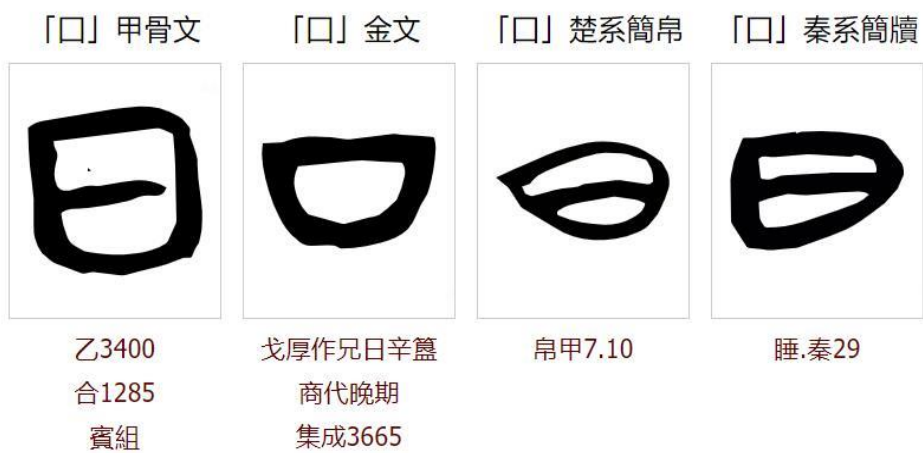 「口」甲骨文
「口」金文
「口」楚系簡帛
「口」秦系簡牘
乙3400
合1285
賓組
戈厚作兄日辛簋
商代晚期
集成3665
帛甲7.10
睡.秦29